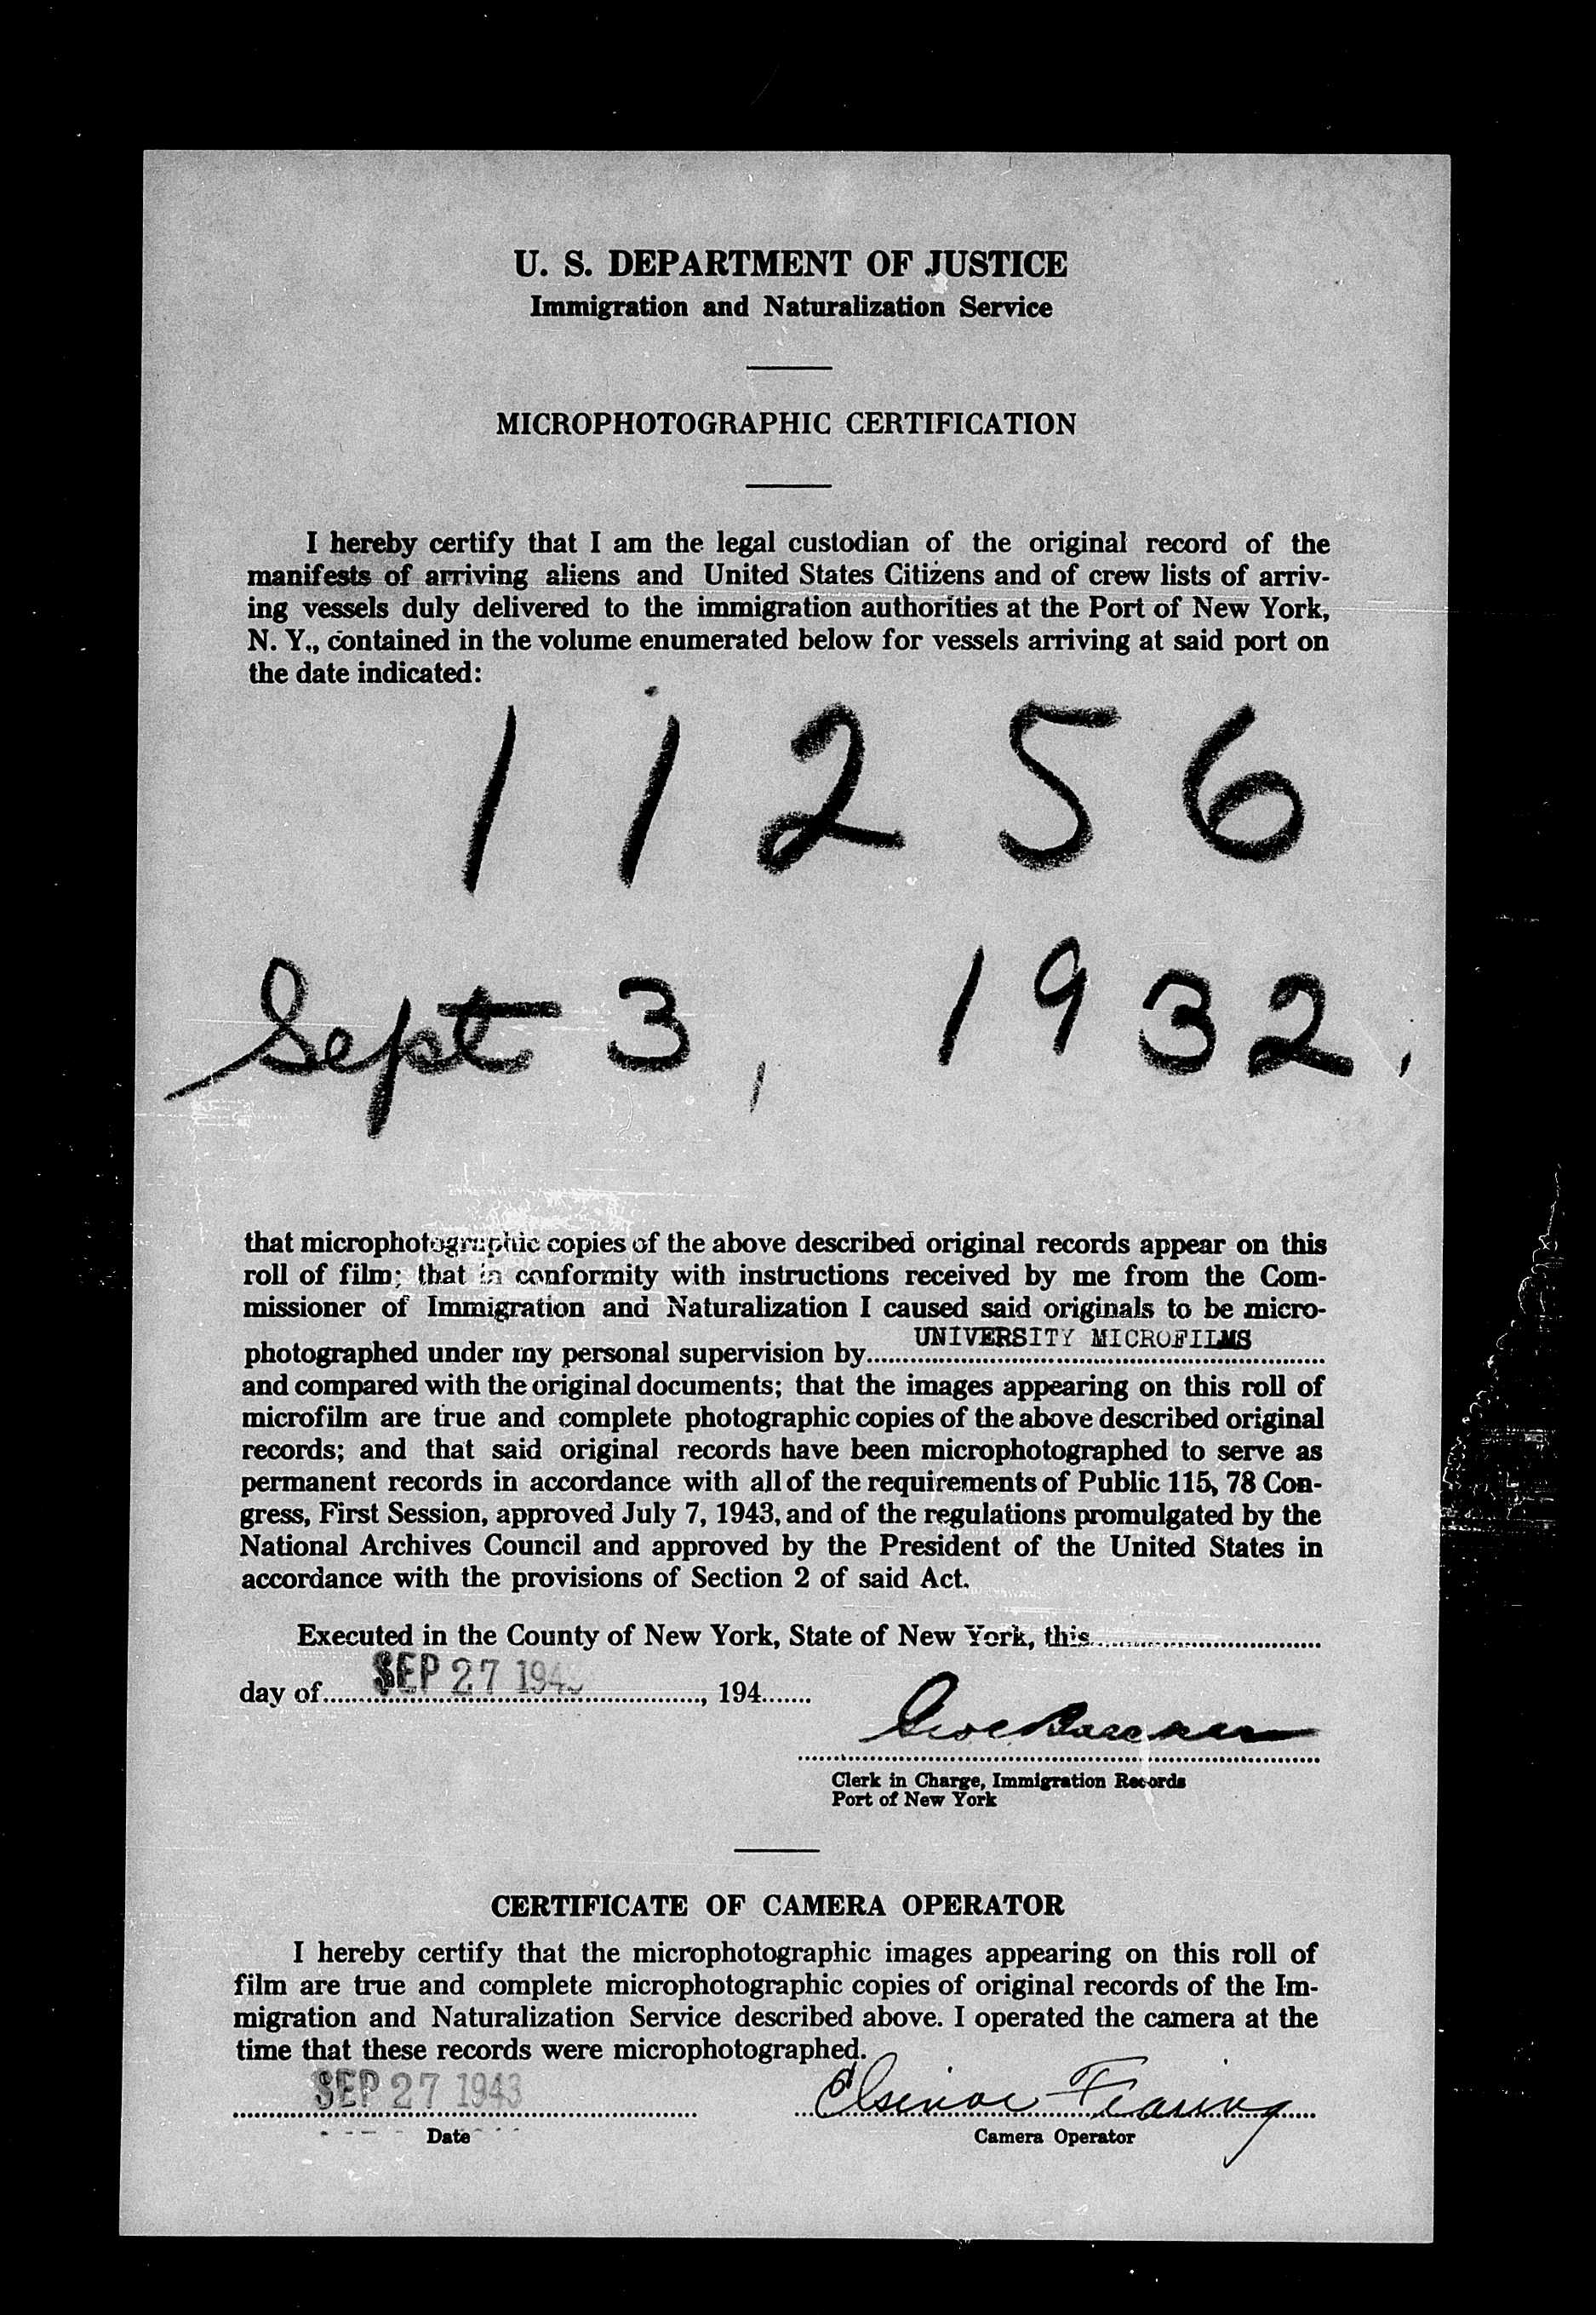 U. S. DEPARTMENT OF JUSTICE
Immigration and Naturalization Service
MICROPHOTOGRAPHIC CERTIFICATION
I hereby certify that I am the legal custodian of the original record of the
manifests of arriving aliens and United States Citizens and of crew lists of arriv-
ing vessels duly delivered to the immigration authorities at the Port of New York,
N. Y., contained in the volume enumerated below for vessels arriving at said port on
the date indicated:
11256
Sept 3, 1932.
that microphotographic copies of the above described original records appear on this
roll of film; that in conformity with instructions received by me from the Com-
missioner of Immigration and Naturalization I caused said originals to be micro-
photographed under my personal supervision by UNIVERSITY MICROFILMS
and compared with the original documents; that the images appearing on this roll of
microfilm are true and complete photographic copies of the above described original
records; and that said original records have been microphotographed to serve as
permanent records in accordance with all of the requirements of Public 115, 78 Con-
gress, First Session, approved July 7, 1943, and of the regulations promulgated by the
National Archives Council and approved by the President of the United States in
accordance with the provisions of Section 2 of said Act.
Executed in the County of New York, State of New York, this
day of SEP 27 1943, 194
Clerk in Charge, Immigration Records
Port of New York
CERTIFICATE OF CAMERA OPERATOR
I hereby certify that the microphotographic images appearing on this roll of
film are true and complete microphotographic copies of original records of the Im-
migration and Naturalization Service described above. I operated the camera at the
time that these records were microphotographed.
SEP 27 1943 Elsinoe Fearing
Date Camera Operator